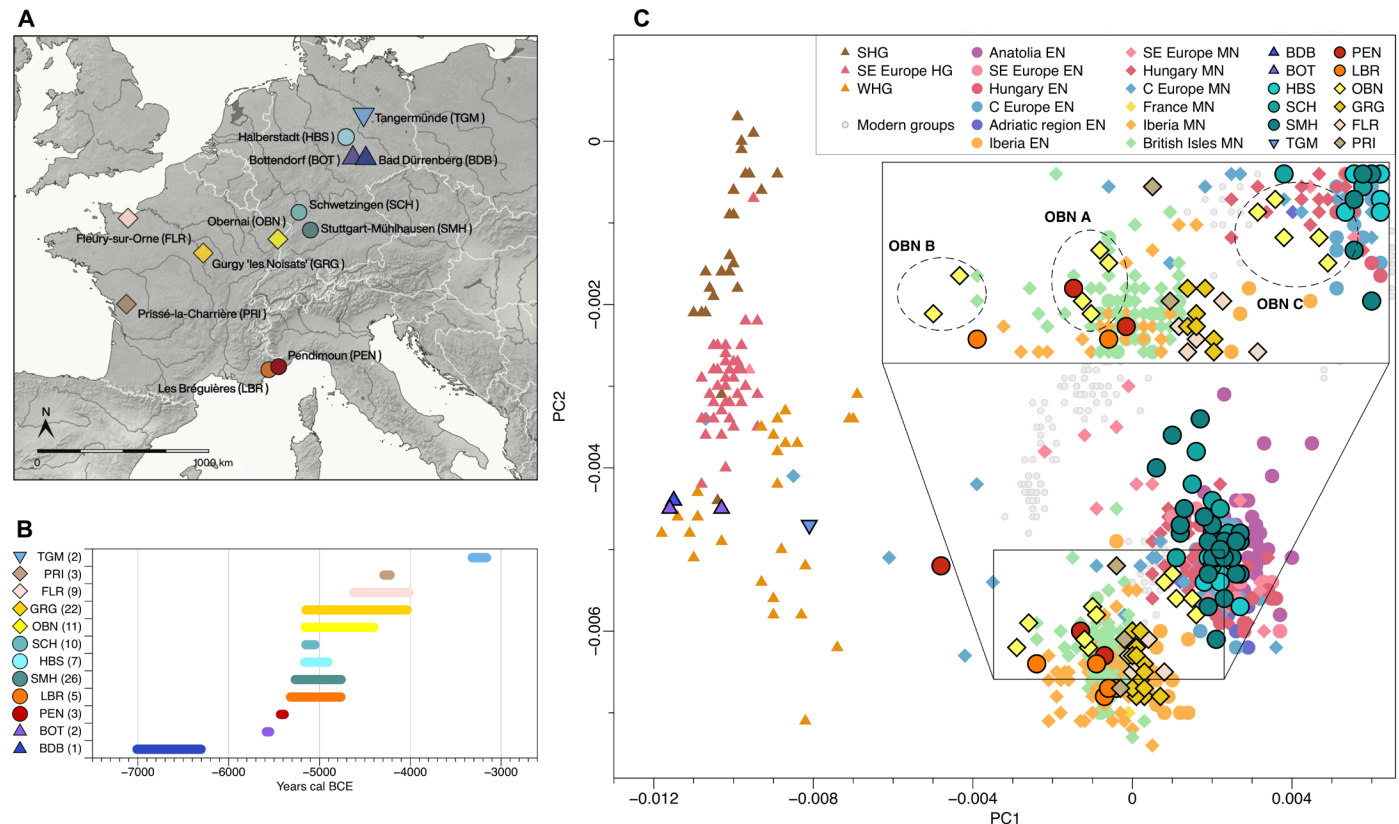 A
Tangermünde (TGM )
Halberstadt (HBS)
Bottendorf (BOT )
Bad Dürrenberg (BDB)
Schwetzingen (SCH )
Obernai (OBN )
Stuttgart-Mühlhausen (SMH )
Fleury-sur-Orne (FLR )
Gurgy 'les Noisats' (GRG )
Prissé-la-Charrière (PRI )
Pendimoun (PEN )
Les Bréguières (LBR )
N
0
1000 km
B
TGM (2)
PRI (3)
FLR (9)
GRG (22)
OBN (11)
SCH (10)
HBS (7)
SMH (26)
LBR (5)
PEN (3)
BOT (2)
BDB (1)
−7000 −6000 −5000 −4000 −3000
Years cal BCE
C
SHG
SE Europe HG
WHG
Modern groups
Anatolia EN
SE Europe EN
Hungary EN
C Europe EN
Adriatic region EN
Iberia EN
SE Europe MN
Hungary MN
C Europe MN
France MN
Iberia MN
British Isles MN
BDB
BOT
HBS
SCH
SMH
TGM
PEN
LBR
OBN
GRG
FLR
PRI
OBN B
OBN A
OBN C
0
−0.002
−0.004
−0.006
PC2
−0.012 −0.008 −0.004 0 0.004
PC1